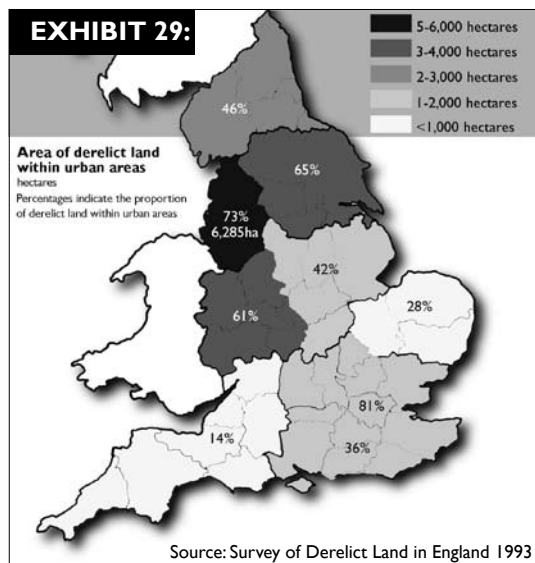 EXHIBIT 29:
5-6,000 hectares
3-4,000 hectares
2-3,000 hectares
1-2,000 hectares
<1,000 hectares
Area of derelict land
within urban areas
hectares
Percentages indicate the proportion
of derelict land within urban areas
46%
65%
73%
6,285ha
42%
61%
28%
81%
14%
36%
Source: Survey of Derelict Land in England 1993